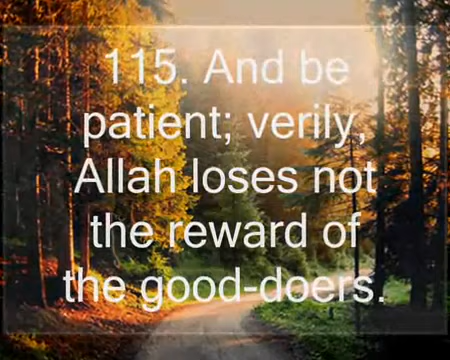 115. And be
patient; verily,
Allah loses not
the reward of
the good-doers.